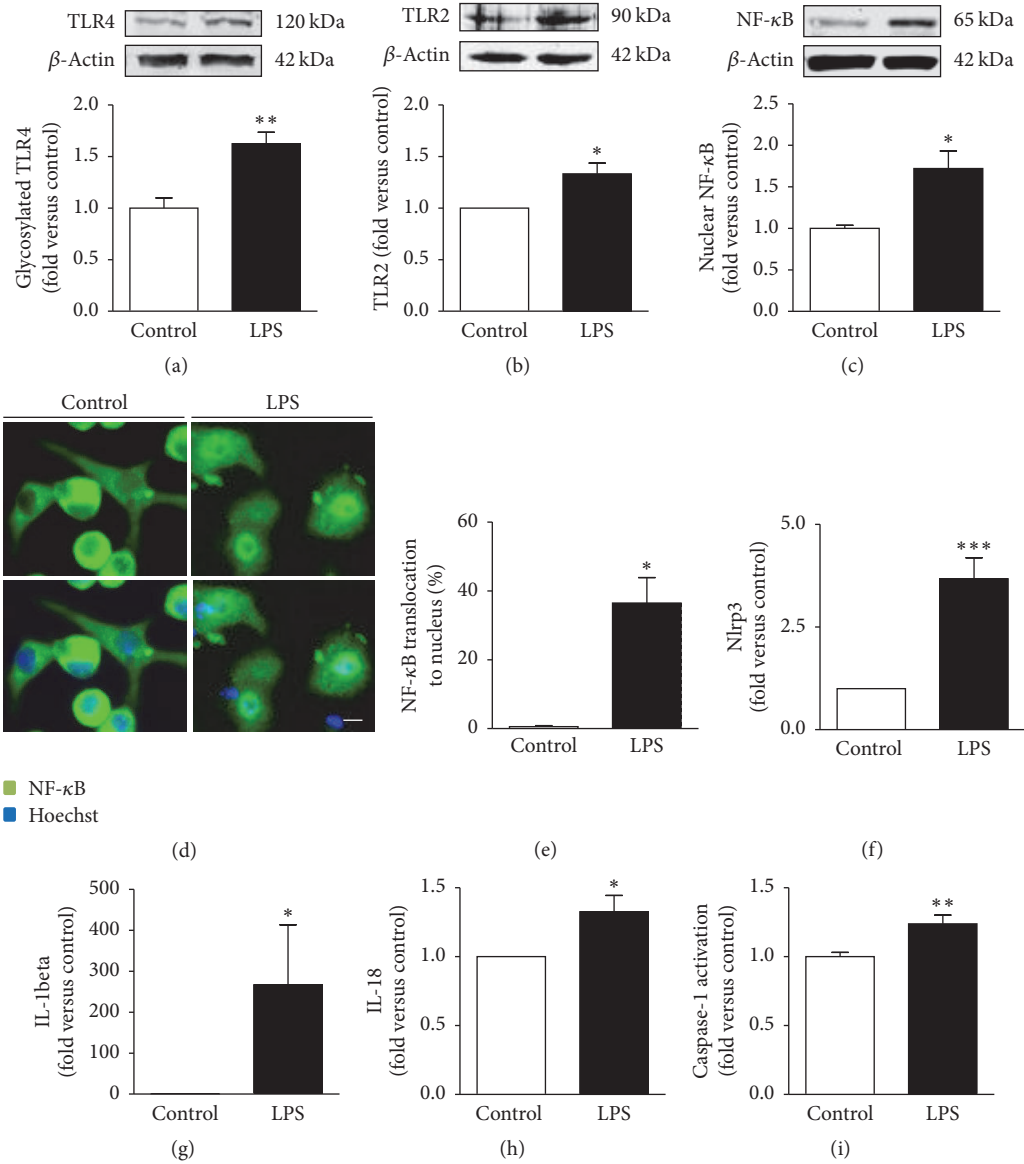 TLR4
120 kDa
β-Actin
42 kDa
Glycosylated TLR4
(fold versus control)
2.0
1.5
1.0
0.5
0.0
**
Control
LPS
(a)
TLR2
90 kDa
β-Actin
42 kDa
TLR2 (fold versus control)
2.0
1.5
1.0
0.5
0.0
*
Control
LPS
(b)
NF-κB
65 kDa
β-Actin
42 kDa
Nuclear NF-κB
(fold versus control)
2.5
2.0
1.5
1.0
0.5
0.0
*
Control
LPS
(c)
Control
LPS
NF-κB
Hoechst
(d)
NF-κB translocation
to nucleus (%)
60
40
20
0
*
Control
LPS
(e)
Nlrp3
(fold versus control)
5.0
2.5
0.0
***
Control
LPS
(f)
IL-1beta
(fold versus control)
500
400
300
200
100
0
*
Control
LPS
(g)
IL-18
(fold versus control)
1.5
1.0
0.5
0.0
*
Control
LPS
(h)
Caspase-1 activation
(fold versus control)
1.5
1.0
0.5
0.0
**
Control
LPS
(i)